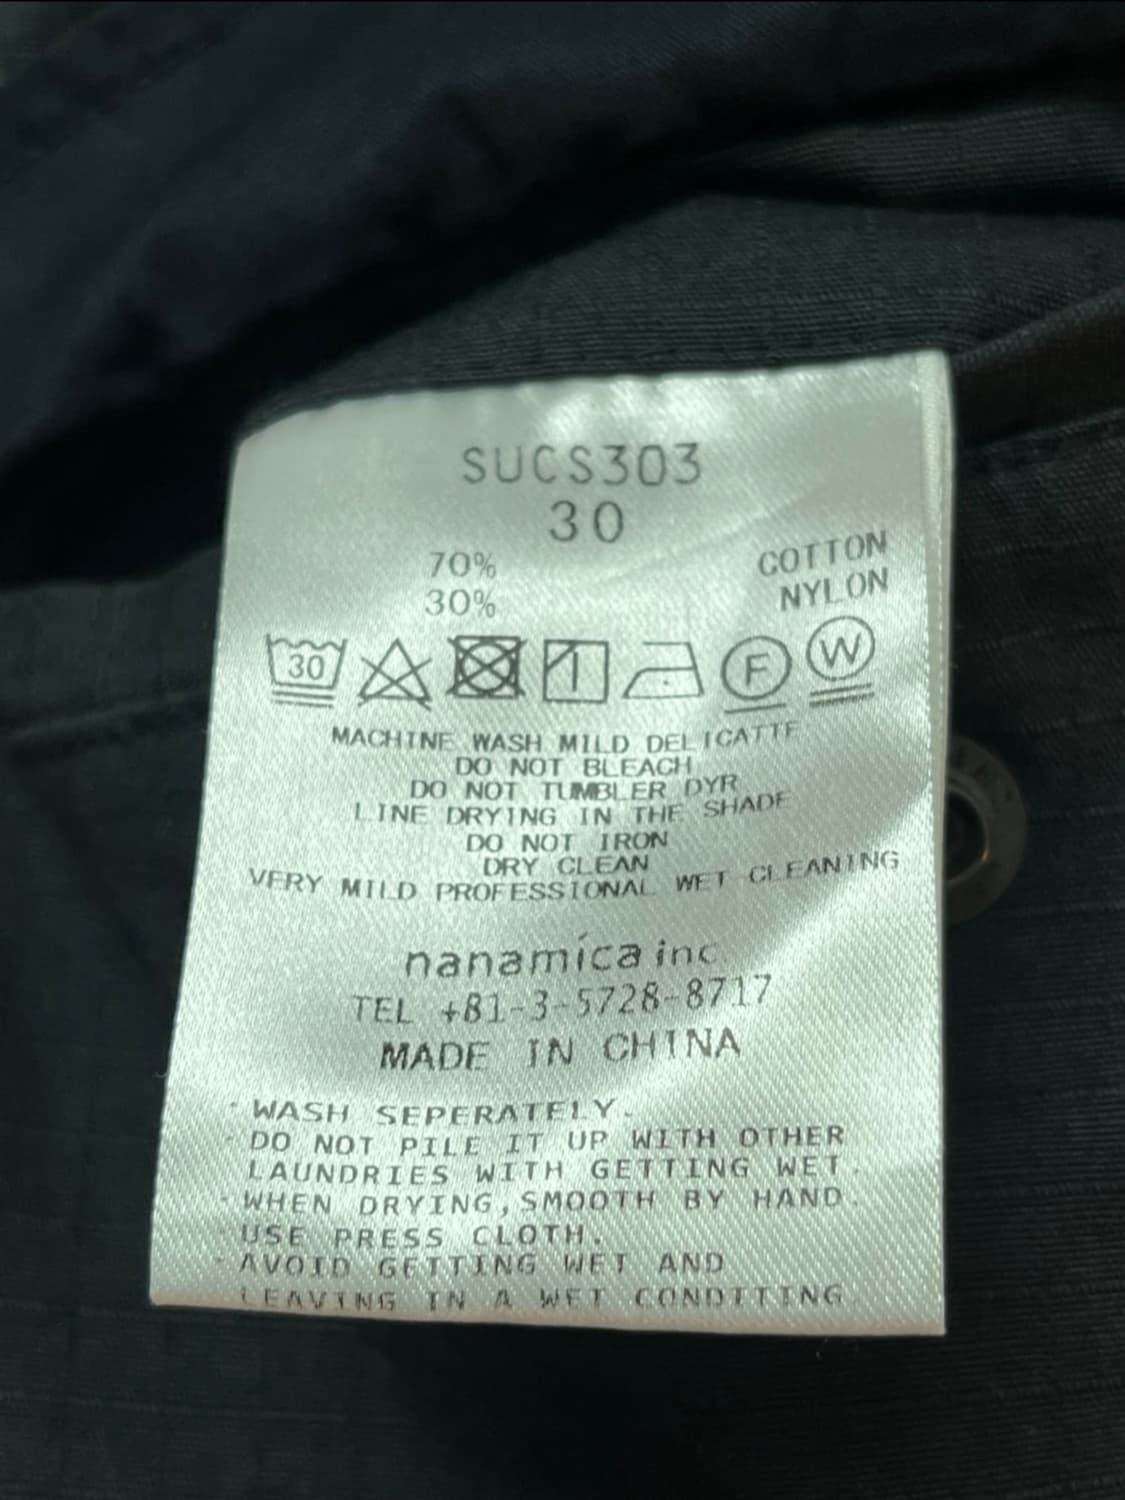 SUCS303
30
70% COTTON
30% NYLON
30 F W
MACHINE WASH MILD DELICATTE
DO NOT BLEACH
DO NOT TUMBLER DYR
LINE DRYING IN THE SHADE
DO NOT IRON
DRY CLEAN
VERY MILD PROFESSIONAL WET CLEANING
nanamica inc.
TEL +81-3-5728-8717
MADE IN CHINA
・WASH SEPERATELY.
・DO NOT PILE IT UP WITH OTHER
LAUNDRIES WITH GETTING WET.
・WHEN DRYING,SMOOTH BY HAND.
・USE PRESS CLOTH.
・AVOID GETTING WET AND
LEAVING IN A WET CONDITTING